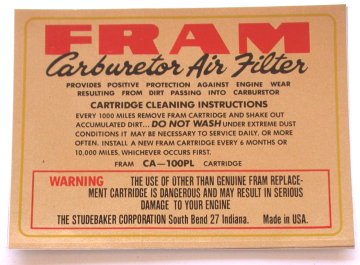 FRAM
Carburetor Air Filter
PROVIDES POSITIVE PROTECTION AGAINST ENGINE WEAR
RESULTING FROM DIRT PASSING INTO CARBURETOR
CARTRIDGE CLEANING INSTRUCTIONS
EVERY 1000 MILES REMOVE FRAM CARTRIDGE AND SHAKE OUT
ACCUMULATED DIRT... DO NOT WASH UNDER EXTREME DUST
CONDITIONS IT MAY BE NECESSARY TO SERVICE DAILY, OR MORE
OFTEN. INSTALL A NEW FRAM CARTRIDGE EVERY 6 MONTHS OR
10,000 MILES, WHICHEVER OCCURS FIRST.
FRAM CA-100PL CARTRIDGE
WARNING THE USE OF OTHER THAN GENUINE FRAM REPLACE-
MENT CARTRIDGE IS DANGEROUS AND MAY RESULT IN SERIOUS
DAMAGE TO YOUR ENGINE
THE STUDEBAKER CORPORATION South Bend 27 Indiana. Made in USA.